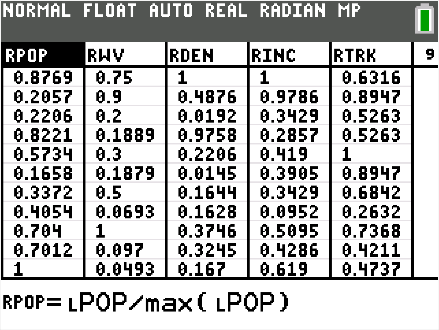 NORMAL FLOAT AUTO REAL RADIAN MP
RPOP RWV RDEN RINC RTRK 9
0.8769 0.75 1 1 0.6316
0.2057 0.9 0.4876 0.9786 0.8947
0.2206 0.2 0.0192 0.3429 0.5263
0.8221 0.1889 0.9758 0.2857 0.5263
0.5734 0.3 0.2206 0.419 1
0.1658 0.1879 0.0145 0.3905 0.8947
0.3372 0.5 0.1644 0.3429 0.6842
0.4054 0.0693 0.1628 0.0952 0.2632
0.704 1 0.3746 0.5095 0.7368
0.7012 0.097 0.3245 0.4286 0.4211
1 0.0493 0.167 0.619 0.4737
RPOP=ʟPOP/max(ʟPOP)